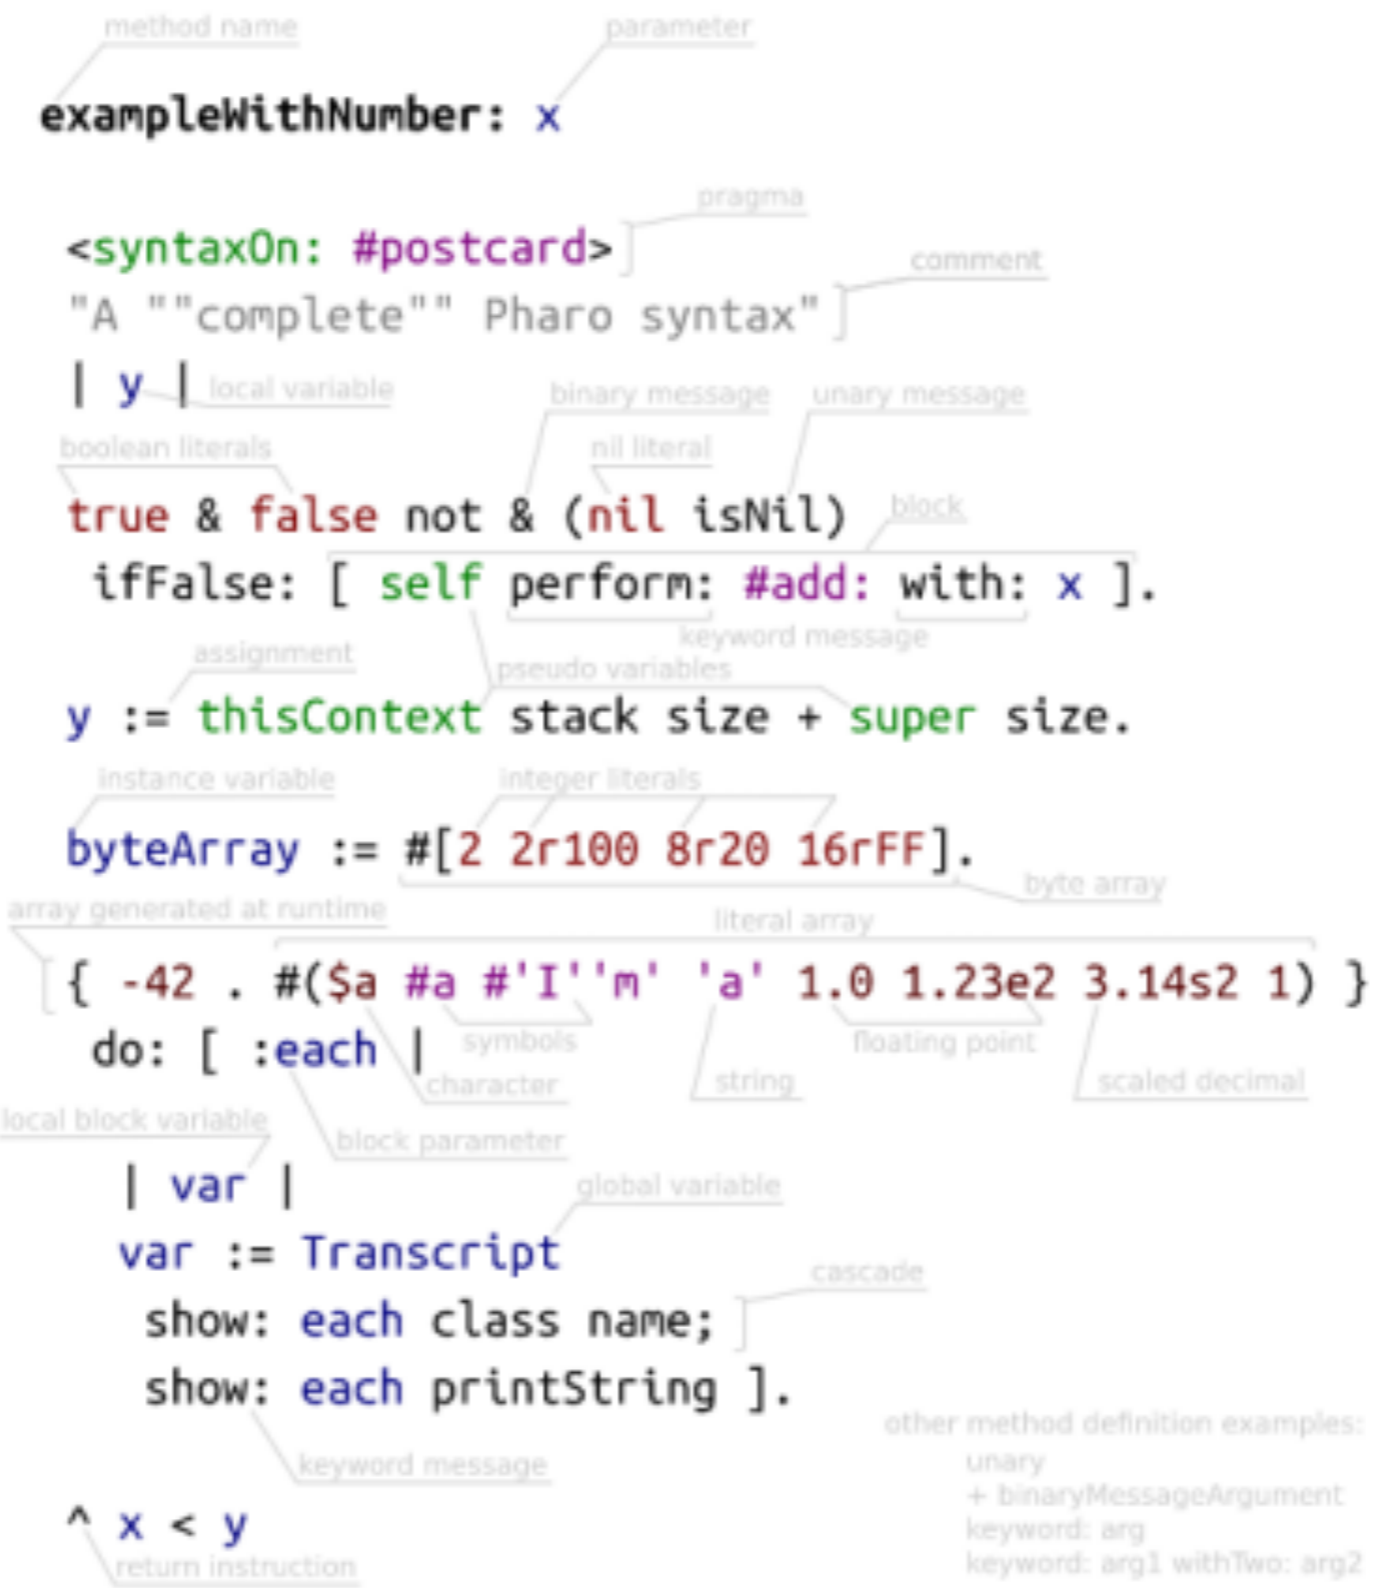 method name parameter
exampleWithNumber: x
pragma
<syntaxOn: #postcard>
comment
"A ""complete"" Pharo syntax"
| y | local variable binary message unary message
boolean literals nil literal
true & false not & (nil isNil)
block
ifFalse: [ self perform: #add: with: x ].
keyword message
assignment pseudo variables
y := thisContext stack size + super size.
instance variable integer literals
byteArray := #[2 2r100 8r20 16rFF].
byte array
array generated at runtime literal array
{ -42 . #($a #a #'I''m' 'a' 1.0 1.23e2 3.14s2 1) }
do: [ :each | symbols floating point
character string scaled decimal
local block variable block parameter
| var |
global variable
var := Transcript
cascade
show: each class name;
show: each printString ].
other method definition examples:
keyword message unary
+ binaryMessageArgument
^ x < y keyword: arg
return instruction keyword: arg1 withTwo: arg2